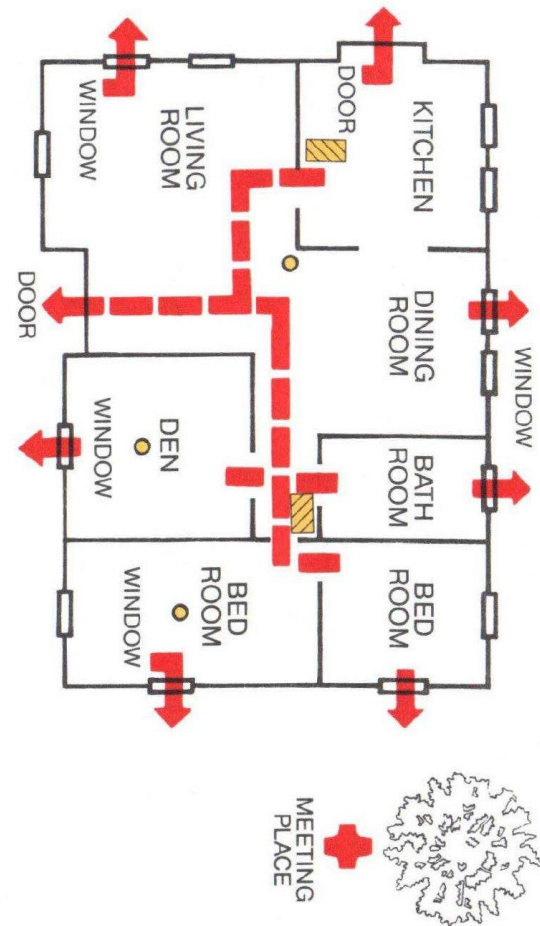 WINDOW
KITCHEN
DINING
ROOM
BATH
ROOM
BED
ROOM
DOOR
MEETING
PLACE
LIVING
ROOM
DEN
BED
ROOM
WINDOW
WINDOW
WINDOW
DOOR